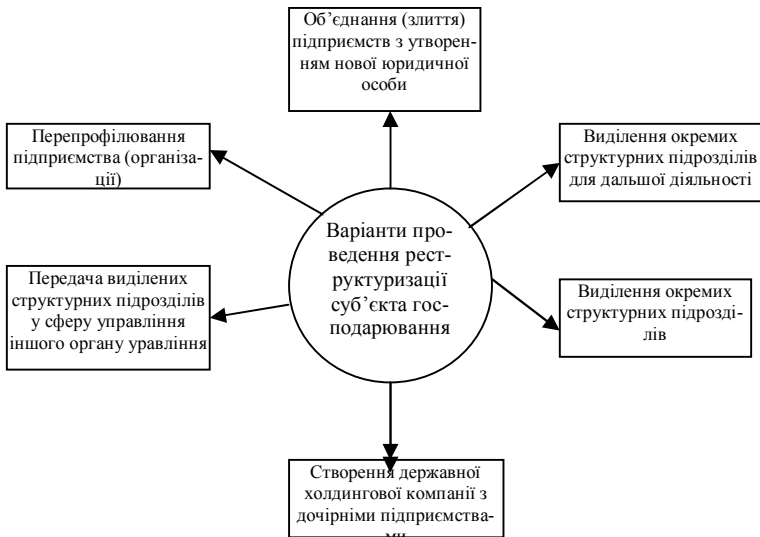 Об’єднання (злиття)
підприємств з утворен-
ням нової юридичної
особи
Перепрофілювання
підприємства (організа-
ції)
Виділення окремих
структурних підрозділів
для дальшої діяльності
Варіанти про-
ведення рест-
руктуризації
суб’єкта гос-
подарювання
Передача виділених
структурних підрозділів
у сферу управління
іншого органу уравління
Виділення окремих
структурних підрозді-
лів
Створення державної
холдингової компанії з
дочірніми підприємства-
ми